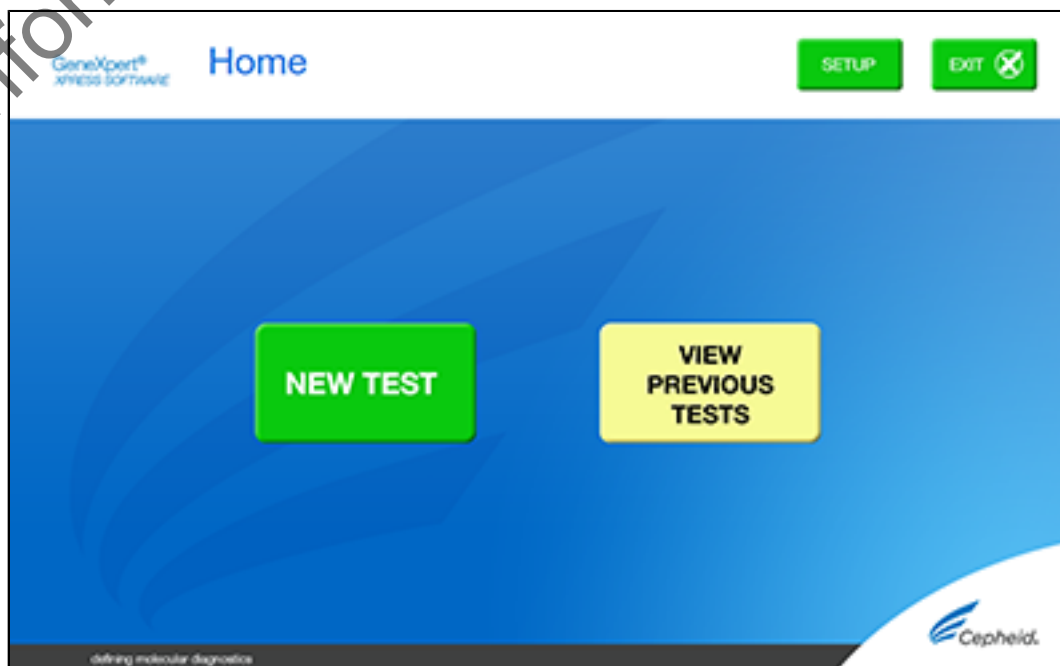 GeneXpert®
XPRESS SOFTWARE
Home
SETUP
EXIT
NEW TEST
VIEW
PREVIOUS
TESTS
Cepheid.
defining molecular diagnostics